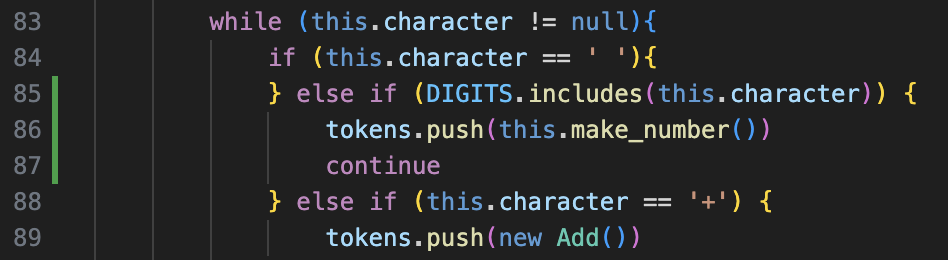 83 while (this.character != null){
84 if (this.character == ' '){
85 } else if (DIGITS.includes(this.character)) {
86 tokens.push(this.make_number())
87 continue
88 } else if (this.character == '+') {
89 tokens.push(new Add())